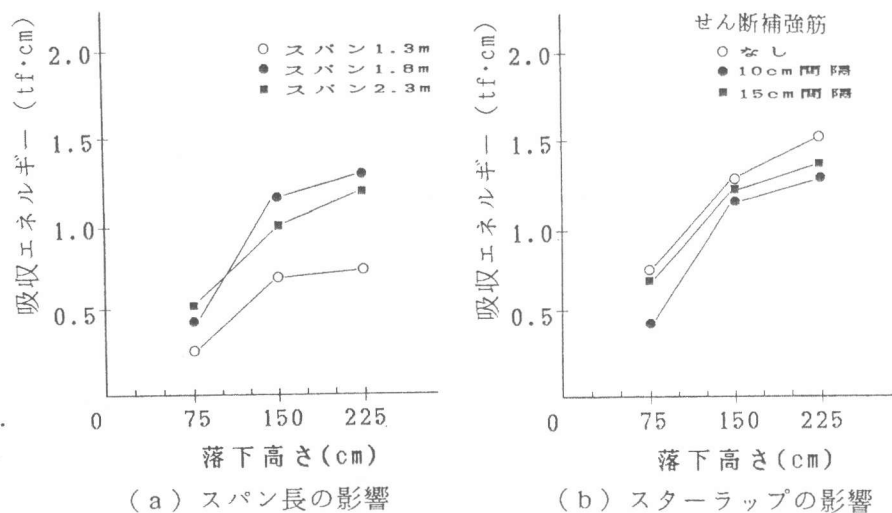 吸収エネルギー (tf・cm)
2.0
1.5
1.0
0.5
○ スパン1.3m
● スパン1.8m
■ スパン2.3m
0 75 150 225
落下高さ(cm)
(a)スパン長の影響
吸収エネルギー (tf・cm)
2.0
1.5
1.0
0.5
せん断補強筋
○ なし
● 10cm間隔
■ 15cm間隔
0 75 150 225
落下高さ(cm)
(b)スターラップの影響